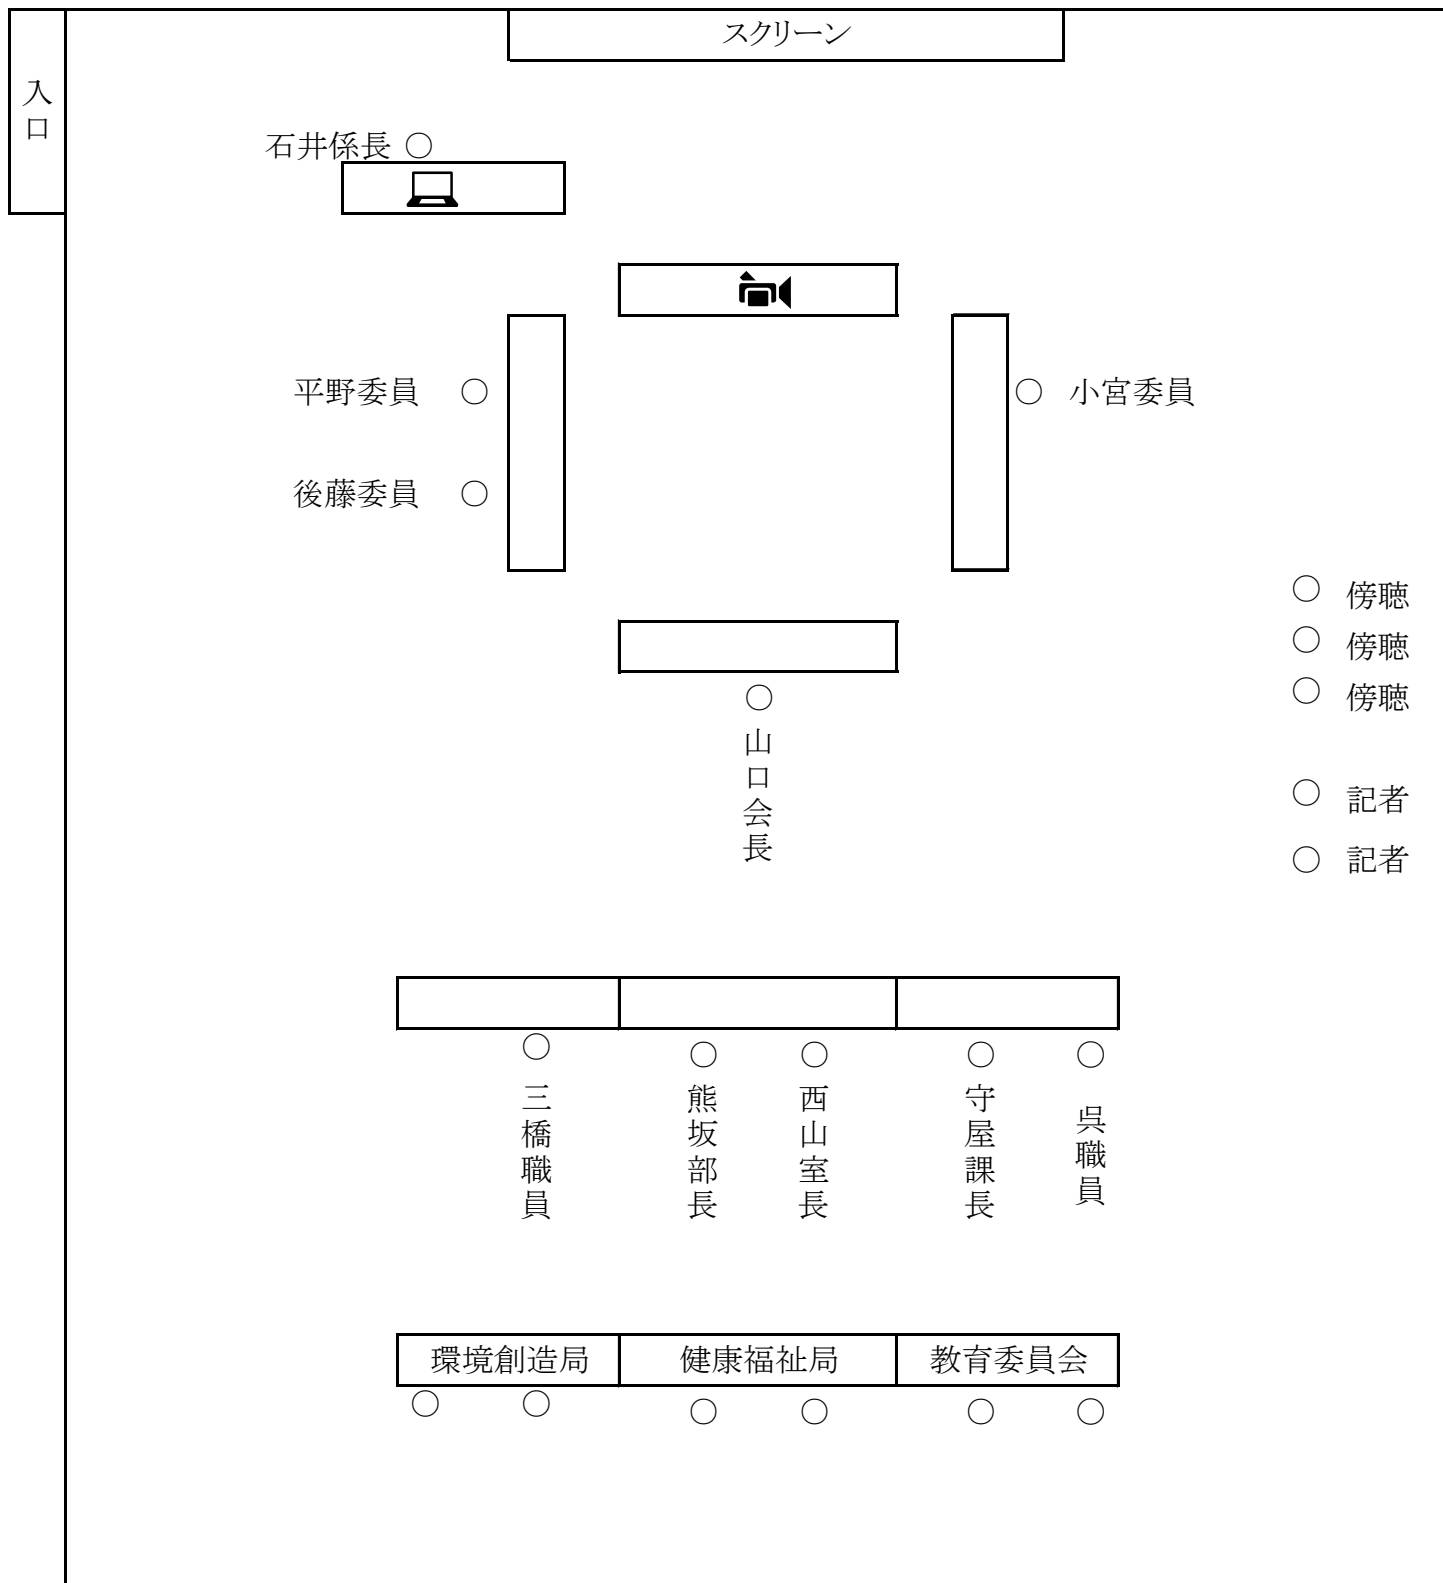 スクリーン
入口
石井係長 ○
平野委員 ○
○ 小宮委員
後藤委員 ○
○ 傍聴
○ 傍聴
○ 傍聴
○
山口会長
○ 記者
○ 記者
○ ○ ○ ○ ○
三橋職員
熊坂部長
西山室長
守屋課長
呉職員
環境創造局
健康福祉局
教育委員会
○ ○ ○ ○ ○ ○